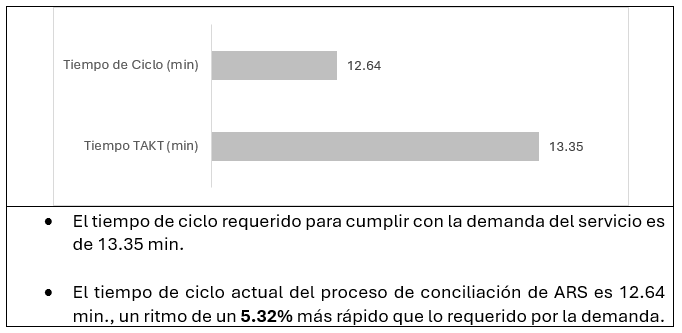 Tiempo de Ciclo (min)
12.64
Tiempo TAKT (min)
13.35
• El tiempo de ciclo requerido para cumplir con la demanda del servicio es
de 13.35 min.
• El tiempo de ciclo actual del proceso de conciliación de ARS es 12.64
min., un ritmo de un 5.32% más rápido que lo requerido por la demanda.